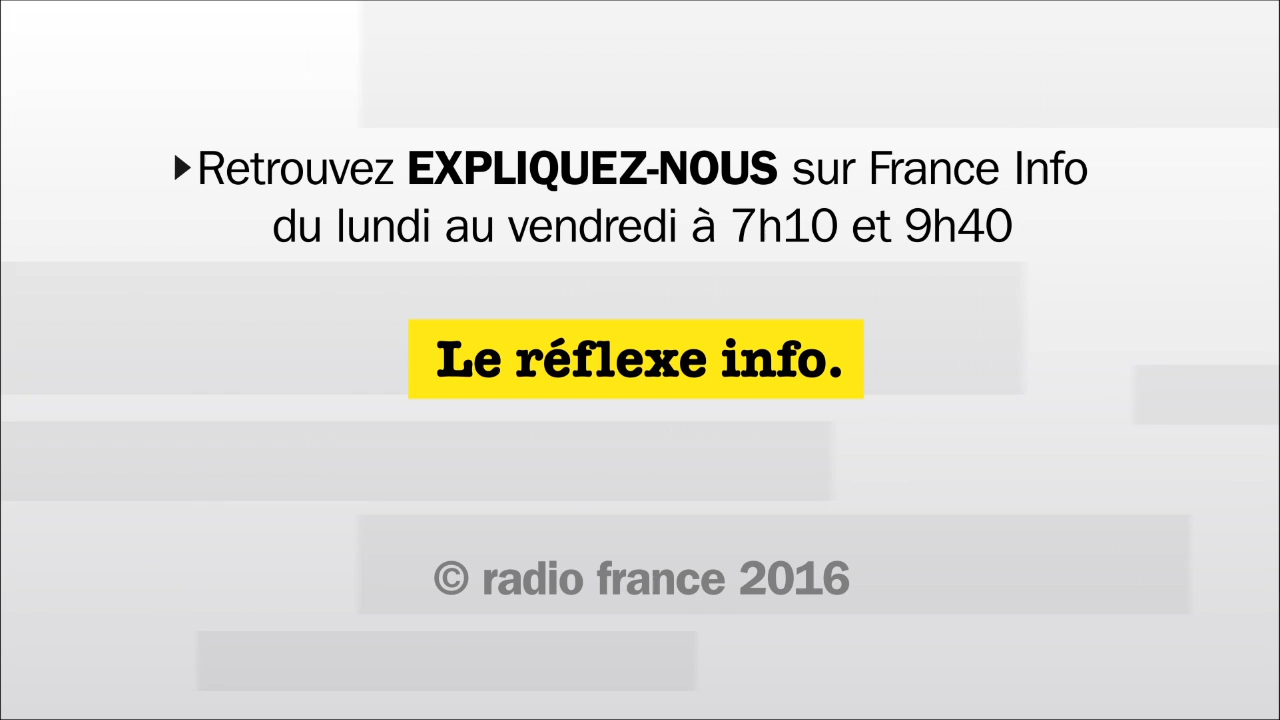 Retrouvez EXPLIQUEZ-NOUS sur France Info
du lundi au vendredi à 7h10 et 9h40
Le réflexe info.
© radio france 2016